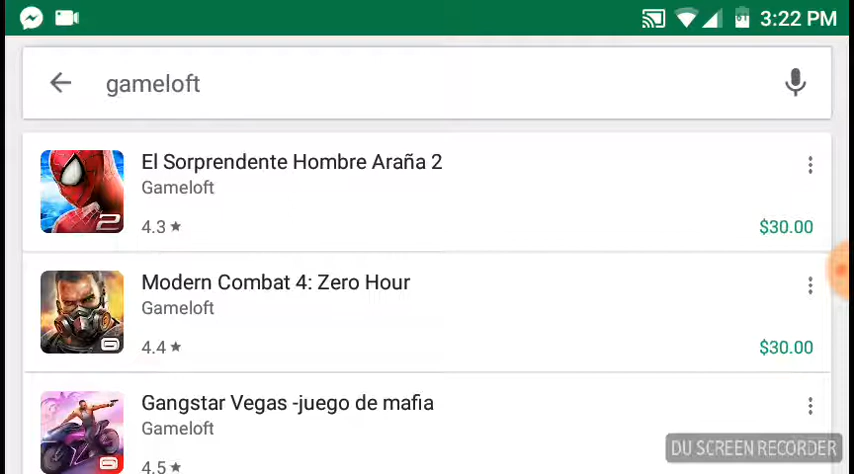 3:22 PM
gameloft
El Sorprendente Hombre Araña 2
Gameloft
4.3 ★
$30.00
2
Modern Combat 4: Zero Hour
Gameloft
4.4 ★
$30.00
Gangstar Vegas -juego de mafia
Gameloft
4.5 ★
DU SCREEN RECORDER